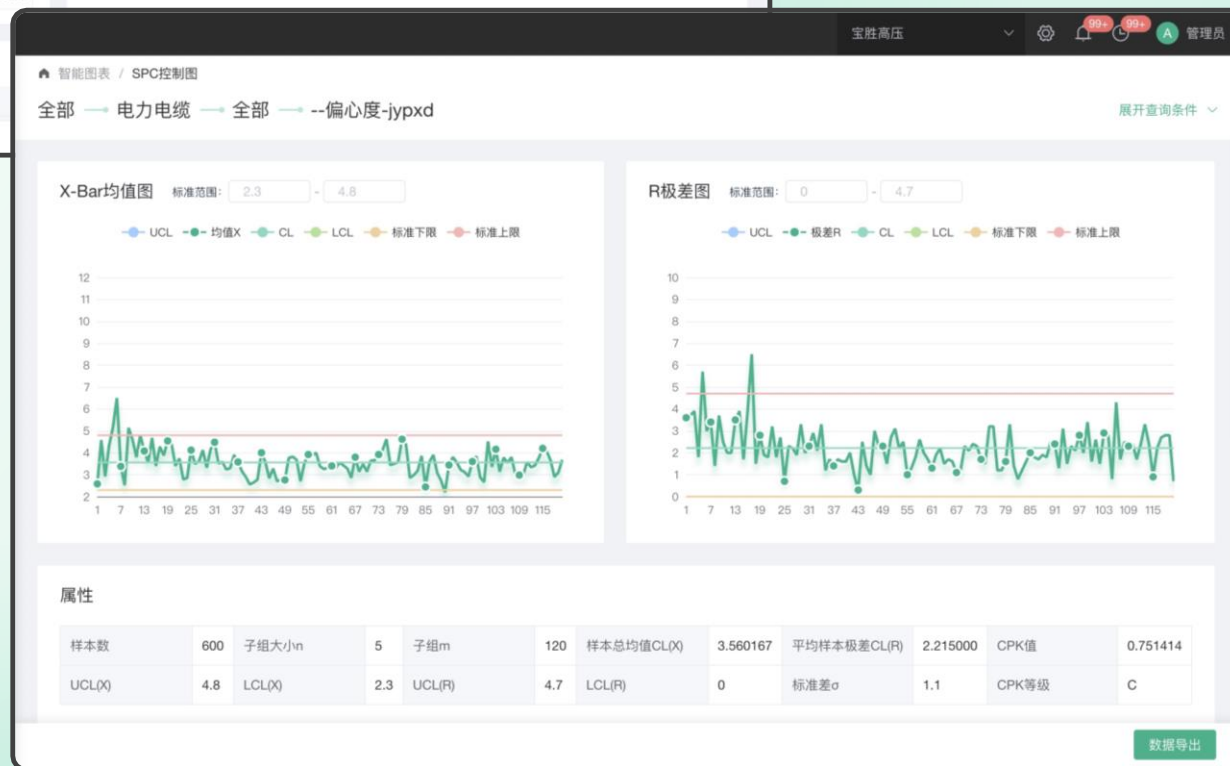 宝胜高压 99+ 99+ A 管理员
智能图表 / SPC控制图
全部 电力电缆 全部 --偏心度-jypxd 展开查询条件
X-Bar均值图 标准范围: 2.3 - 4.8
UCL 均值X CL LCL 标准下限 标准上限
12
11
10
9
8
7
6
5
4
3
2
1 7 13 19 25 31 37 43 49 55 61 67 73 79 85 91 97 103 109 115
R极差图 标准范围: 0 - 4.7
UCL 极差R CL LCL 标准下限 标准上限
10
9
8
7
6
5
4
3
2
1
0
1 7 13 19 25 31 37 43 49 55 61 67 73 79 85 91 97 103 109 115
属性
样本数 600 子组大小n 5 子组m 120 样本总均值CL(X) 3.560167 平均样本极差CL(R) 2.215000 CPK值 0.751414
UCL(X) 4.8 LCL(X) 2.3 UCL(R) 4.7 LCL(R) 0 标准差σ 1.1 CPK等级 C
数据导出